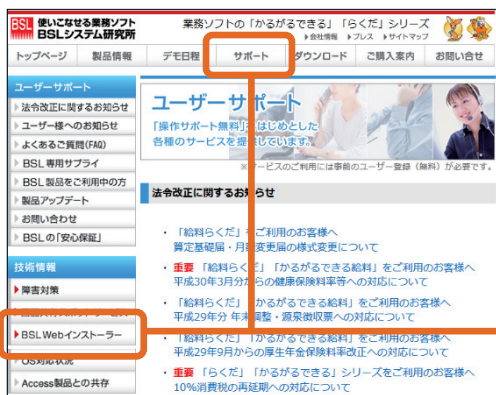 BSL 使いこなせる業務ソフト
BSLシステム研究所
業務ソフトの「かるがるできる」「らくだ」シリーズ
会社情報 プレス サイトマップ
トップページ 製品情報 デモ日程 サポート ダウンロード ご購入案内 お問い合せ
ユーザーサポート
法令改正に関するお知らせ
ユーザー様へのお知らせ
よくあるご質問(FAQ)
BSL専用サプライ
BSL製品をご利用中の方
製品アップデート
お問い合わせ
BSLの「安心保証」
技術情報
障害対策
BSL Webインストーラー
OS対応状況
Access製品との共存
ユーザーサポート
「操作サポート無料」をはじめとした
各種のサービスを提供しています。
※サービスのご利用には事前のユーザー登録(無料)が必要です。
法令改正に関するお知らせ
・「給料らくだ」をご利用のお客様へ
算定基礎届・月額変更届の様式変更について
・重要「給料らくだ」「かるがるできる給料」をご利用のお客様へ
平成30年3月分からの健康保険料率等への対応について
・「給料らくだ」「かるがるできる給料」をご利用のお客様へ
平成29年分 年末調整・源泉徴収票への対応について
・「給料らくだ」「かるがるできる給料」をご利用のお客様へ
平成29年9月からの厚生年金保険料率改正への対応について
・重要「らくだ」「かるがるできる」シリーズをご利用のお客様へ
10%消費税の再延期への対応について